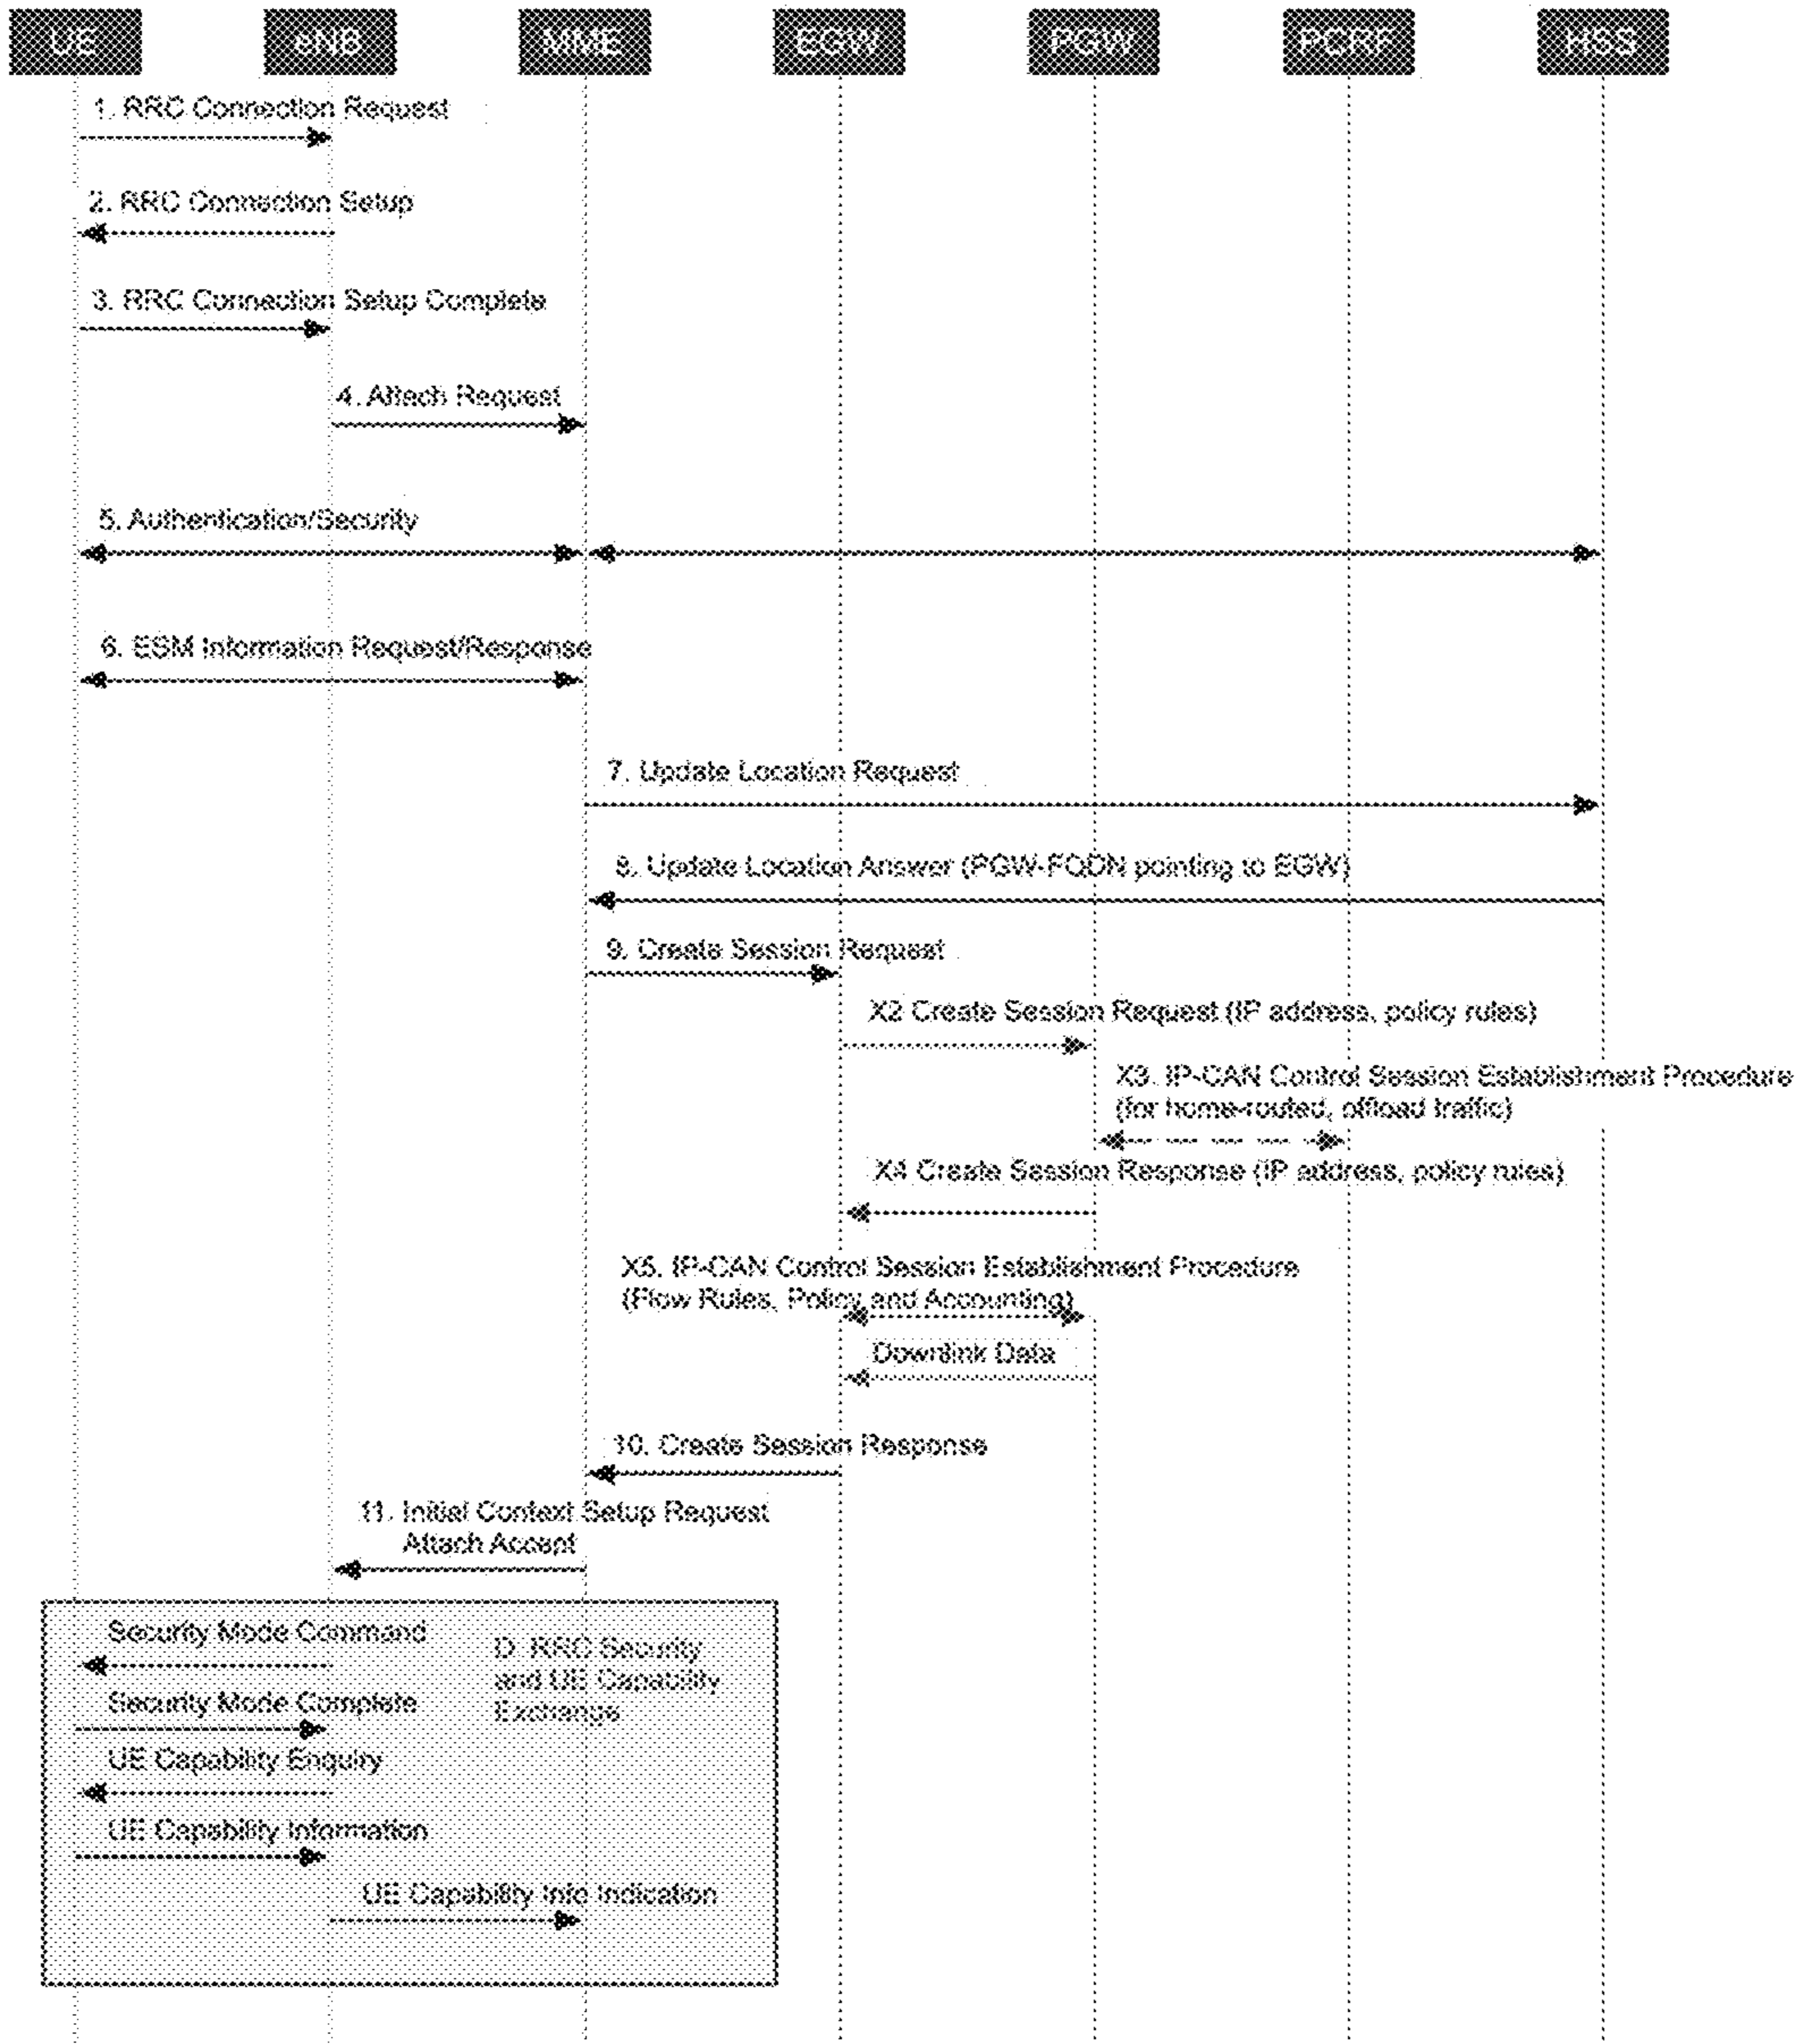 UE
eNB
MME
EGW
PGW
PCRF
HSS
1. RRC Connection Request
2. RRC Connection Setup
3. RRC Connection Setup Complete
4. Attach Request
5. Authentication/Security
6. ESM Information Request/Response
7. Update Location Request
8. Update Location Answer (PGW-FQDN pointing to EGW)
9. Create Session Request
X2 Create Session Request (IP address, policy rules)
X3. IP-CAN Control Session Establishment Procedure
(for home-routed, offload traffic)
X4 Create Session Response (IP address, policy rules)
X5. IP-CAN Control Session Establishment Procedure
(Flow Rules, Policy and Accounting)
Downlink Data
10. Create Session Response
11. Initial Context Setup Request
Attach Accept
Security Mode Command
D. RRC Security
and UE Capability
Exchange
Security Mode Complete
UE Capability Enquiry
UE Capability Information
UE Capability Info Indication